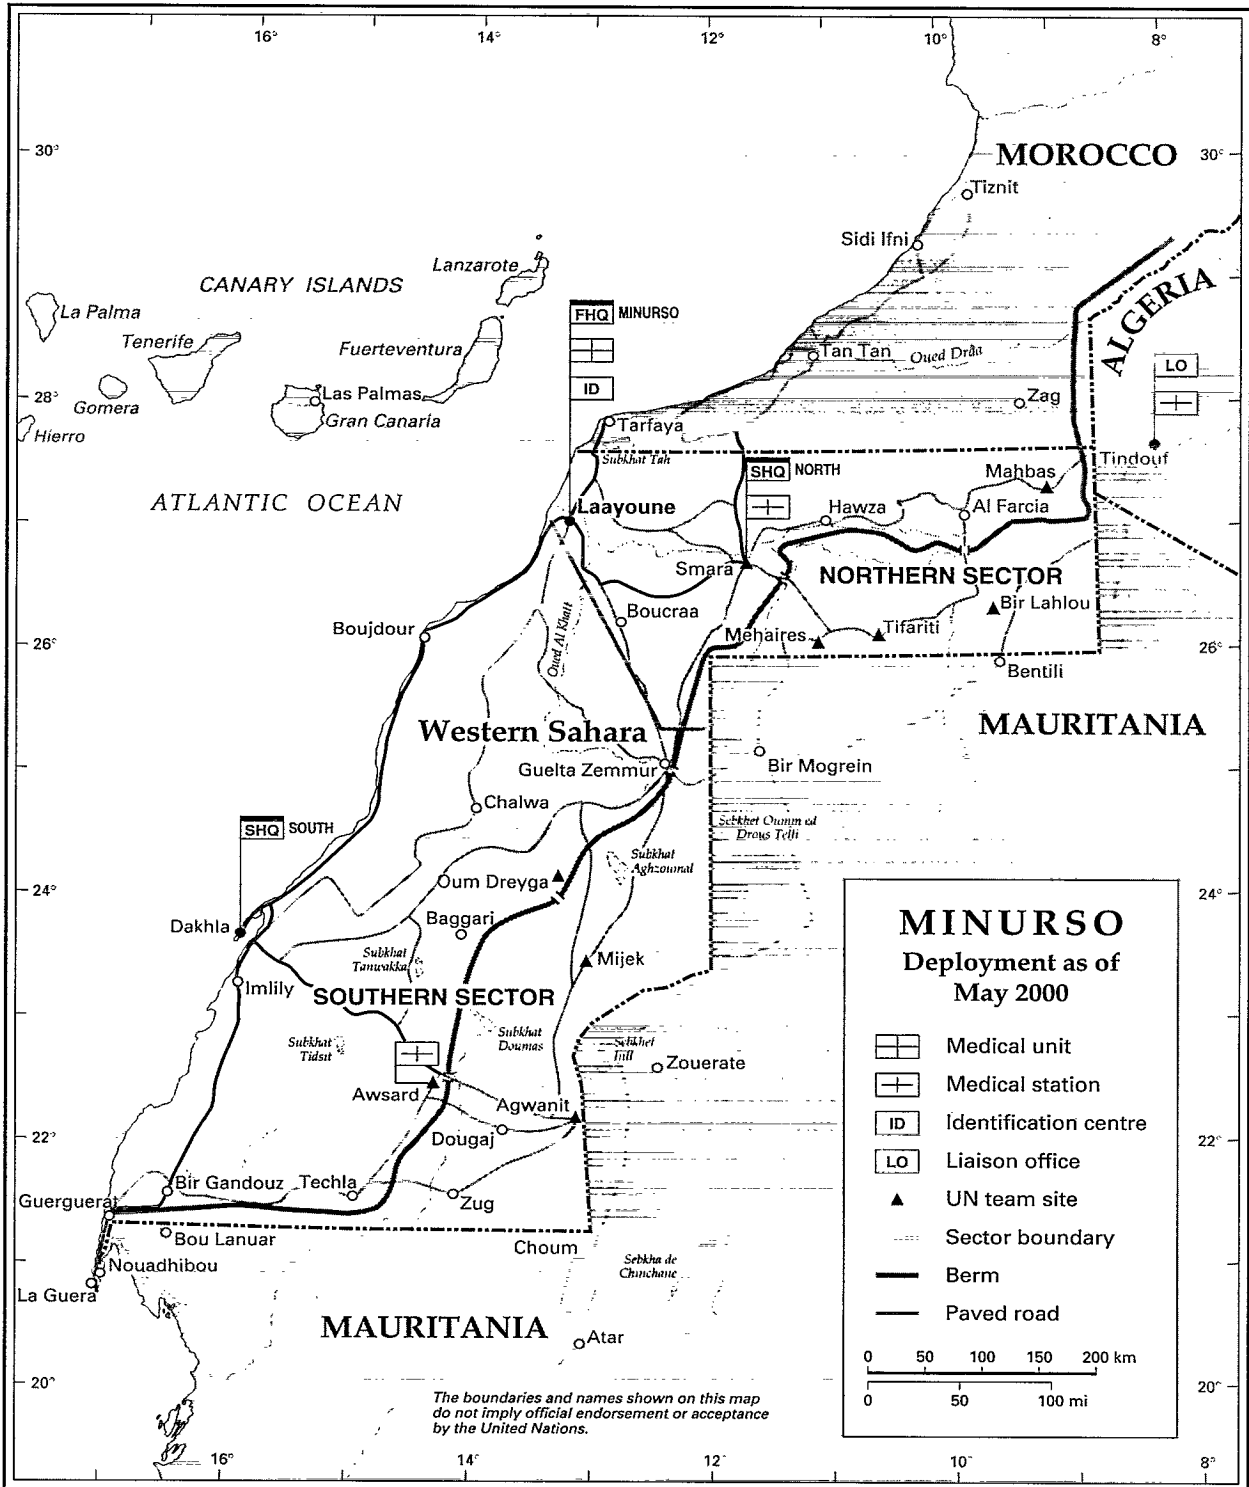 16°
14°
12°
10°
8°
30°
MOROCCO
30°
Tiznit
Sidi Ifni
Lanzarote
CANARY ISLANDS
ALGERIA
La Palma
FHQ MINURSO
Tenerife
Fuerteventura
Tan Tan
Oued Drâa
LO
ID
28°
Las Palmas
Zag
28°
Gomera
Gran Canaria
Hierro
Tarfaya
Subkhat Tah
SHQ NORTH
Mahbas
Tindouf
ATLANTIC OCEAN
Laayoune
Hawza
Al Farcia
Smara
NORTHERN SECTOR
Boucraa
Bir Lahlou
Boujdour
Oued Al Khatt
Mehaires
Tifariti
26°
26°
Bentili
Western Sahara
MAURITANIA
Guelta Zemmur
Bir Mogrein
Chalwa
SHQ SOUTH
Sebkhet Oumm ed
Drous Telli
Subkhat
Aghzoumal
24°
Oum Dreyga
24°
Dakhla
Baggari
Subkhat
Tanwakka
Mijek
Imlily
SOUTHERN SECTOR
Subkhat
Tidsit
Subkhat
Doumas
Sebkhet
Zouerate
Awsard
Agwanit
Dougaj
22°
22°
Bir Gandouz
Techla
Zug
Guerguerat
Bou Lanuar
Choum
Nouadhibou
La Guera
Sebkha de
Chinchane
MAURITANIA
Atar
20°
20°
The boundaries and names shown on this map
do not imply official endorsement or acceptance
by the United Nations.
MINURSO
Deployment as of
May 2000
Medical unit
Medical station
ID Identification centre
LO Liaison office
UN team site
Sector boundary
Berm
Paved road
0 50 100 150 200 km
0 50 100 mi
16°
14°
12°
10°
8°